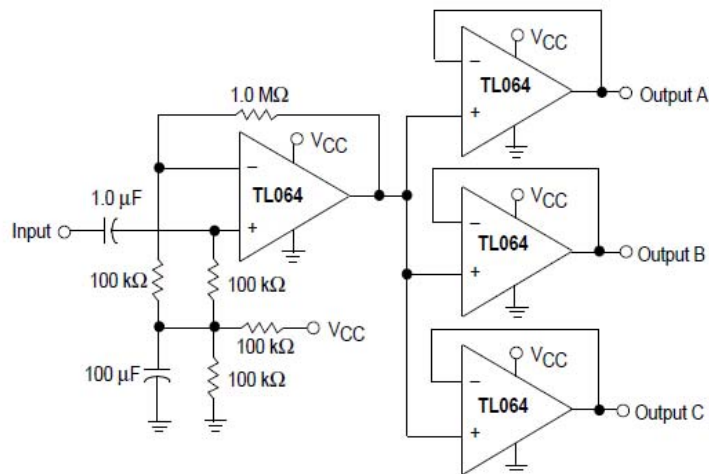 VCC
TL064
Output A
1.0 MΩ
VCC
TL064
1.0 μF
Input
100 kΩ
100 kΩ
VCC
100 kΩ
100 μF
100 kΩ
VCC
TL064
Output B
VCC
TL064
Output C